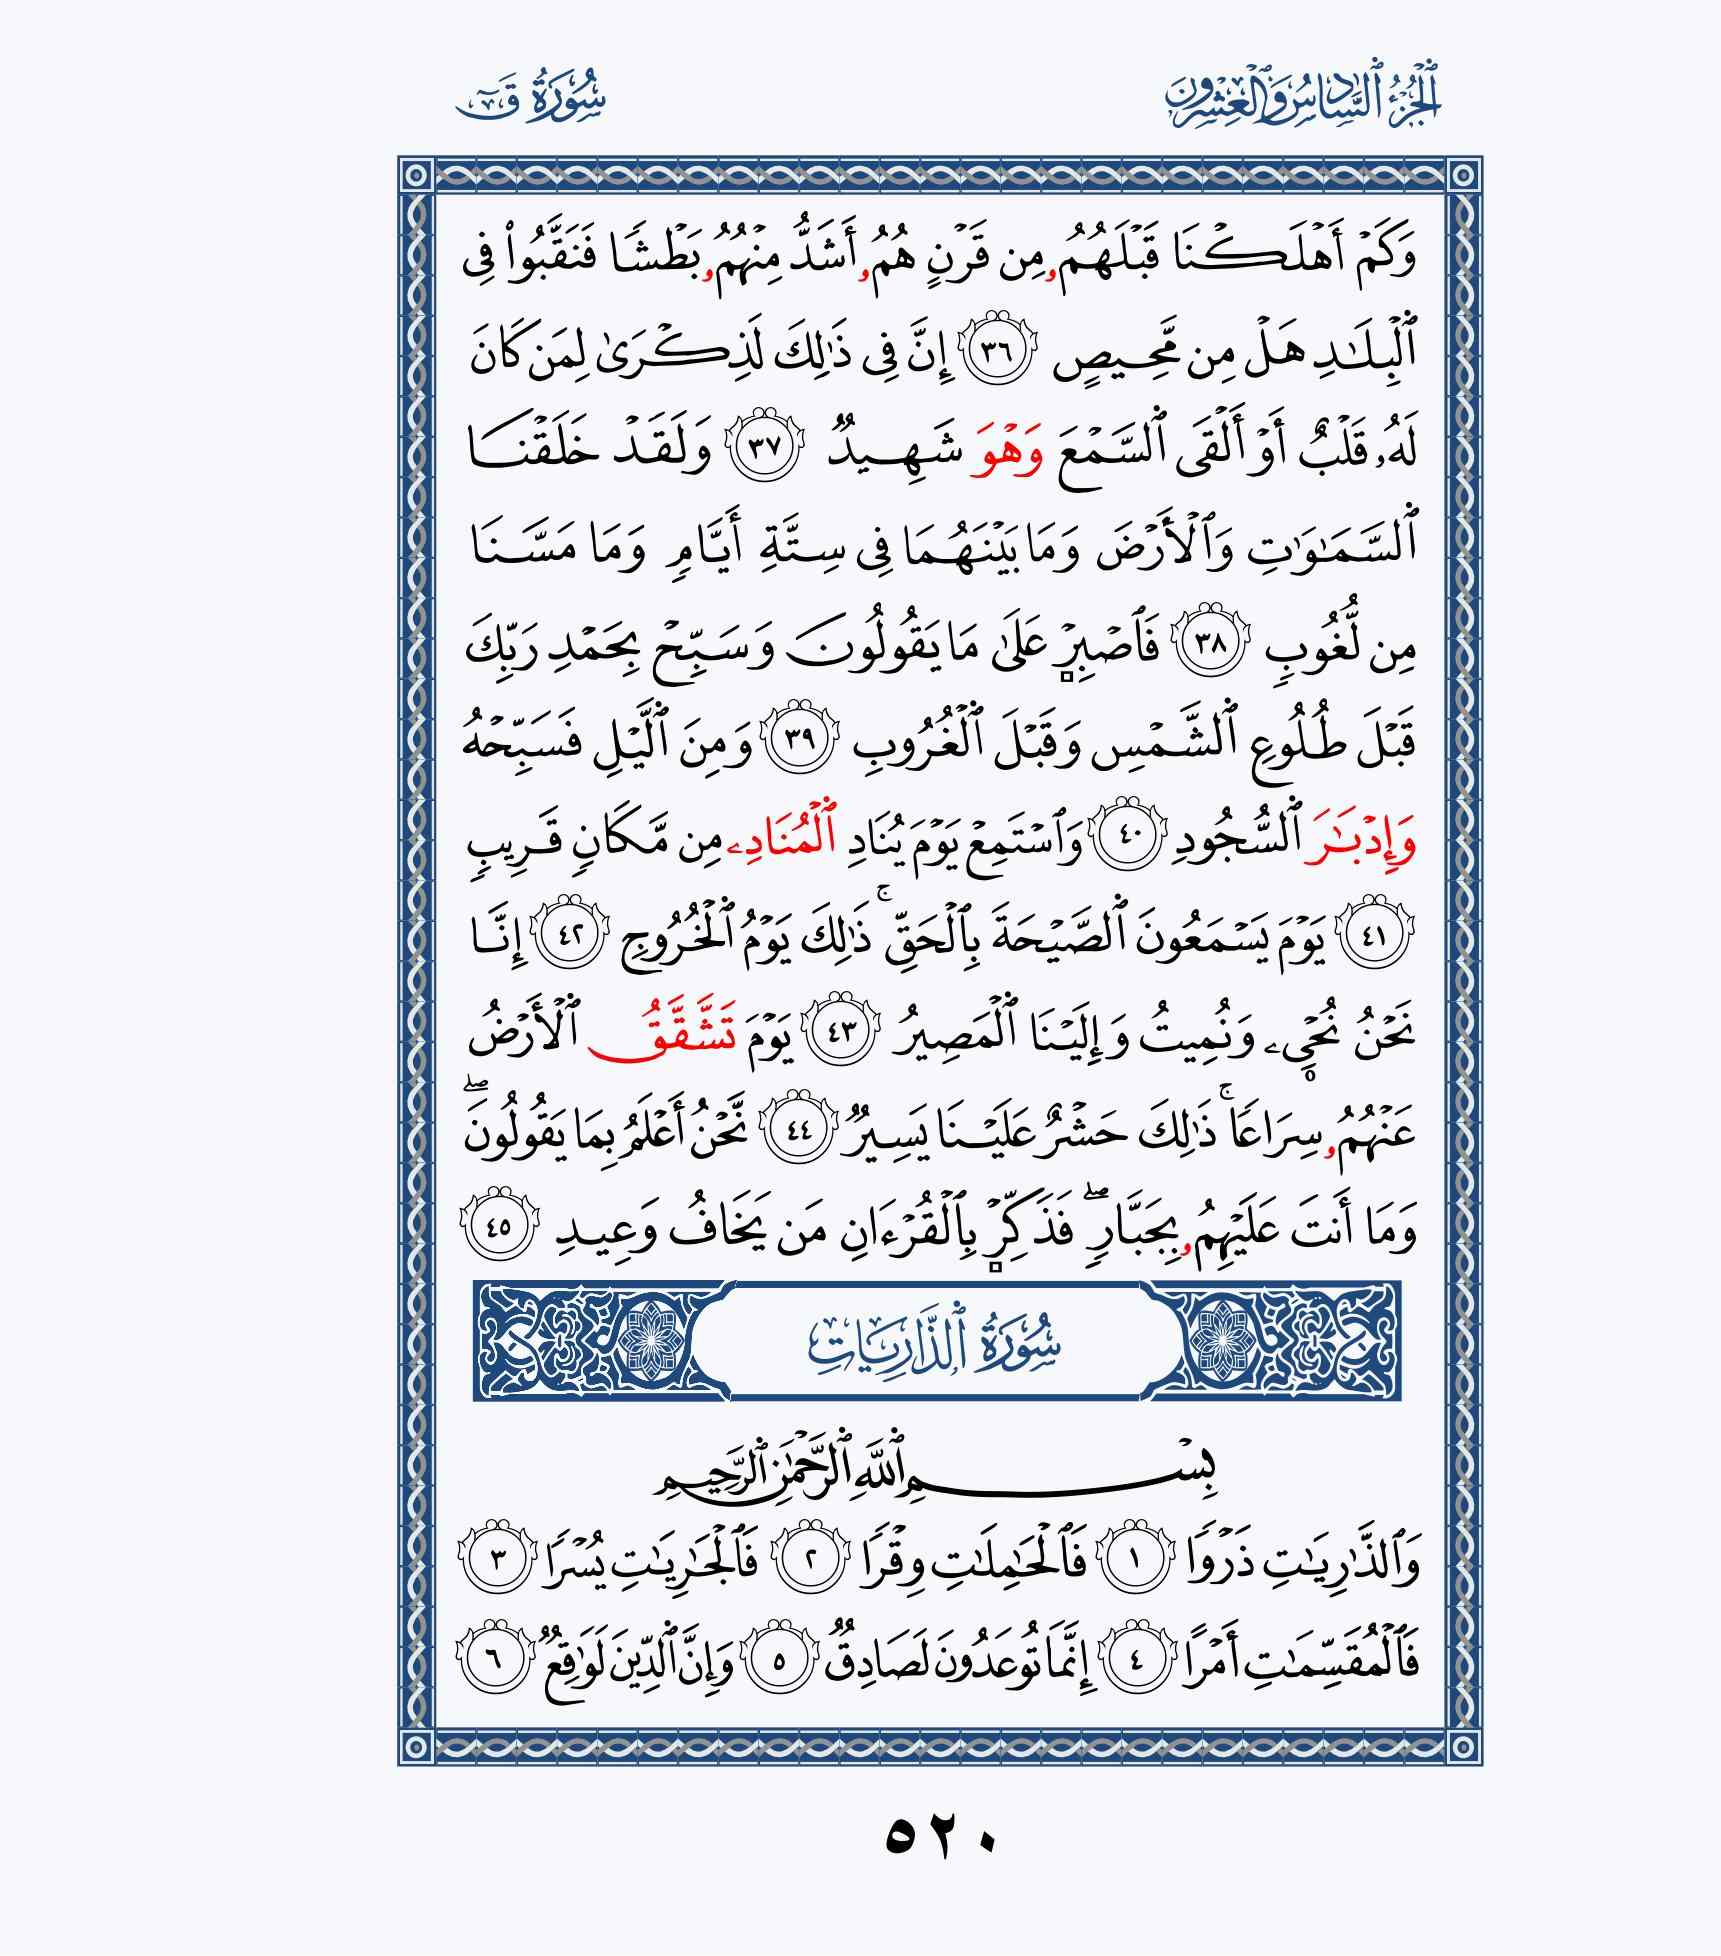 الجُزْءُ السَّادِسُ وَالْعِشْرُونَ
سُورَةُ قٓ
وَكَمْ أَهْلَكْنَا قَبْلَهُمُۥ مِن قَرْنٍ هُمُۥ أَشَدُّ مِنْهُمُۥ بَطْشًا فَنَقَّبُوا۟ فِى
ٱلْبِلَـٰدِ هَلْ مِن مَّحِيصٍ ٣٦ إِنَّ فِى ذَٰلِكَ لَذِكْرَىٰ لِمَن كَانَ
لَهُۥ قَلْبٌ أَوْ أَلْقَى ٱلسَّمْعَ وَهْوَ شَهِيدٌ ٣٧ وَلَقَدْ خَلَقْنَا
ٱلسَّمَـٰوَٰتِ وَٱلْأَرْضَ وَمَا بَيْنَهُمَا فِى سِتَّةِ أَيَّامٍ وَمَا مَسَّنَا
مِن لُّغُوبٍ ٣٨ فَٱصْبِرْ عَلَىٰ مَا يَقُولُونَ وَسَبِّحْ بِحَمْدِ رَبِّكَ
قَبْلَ طُلُوعِ ٱلشَّمْسِ وَقَبْلَ ٱلْغُرُوبِ ٣٩ وَمِنَ ٱلَّيْلِ فَسَبِّحْهُ
وَإِدْبَـٰرَ ٱلسُّجُودِ ٤٠ وَٱسْتَمِعْ يَوْمَ يُنَادِ ٱلْمُنَادِۦ مِن مَّكَانٍ قَرِيبٍ
٤١ يَوْمَ يَسْمَعُونَ ٱلصَّيْحَةَ بِٱلْحَقِّ ۚ ذَٰلِكَ يَوْمُ ٱلْخُرُوجِ ٤٢ إِنَّا
نَحْنُ نُحْىِۦ وَنُمِيتُ وَإِلَيْنَا ٱلْمَصِيرُ ٤٣ يَوْمَ تَشَّقَّقُ ٱلْأَرْضُ
عَنْهُمُۥ سِرَاعًا ۚ ذَٰلِكَ حَشْرٌ عَلَيْنَا يَسِيرٌ ٤٤ نَّحْنُ أَعْلَمُ بِمَا يَقُولُونَ ۖ
وَمَا أَنتَ عَلَيْهِمُۥ بِجَبَّارٍ ۖ فَذَكِّرْ بِٱلْقُرْءَانِ مَن يَخَافُ وَعِيدِ ٤٥
سُورَةُ ٱلذَّارِيَاتِ
بِسْمِ ٱللَّهِ ٱلرَّحْمَـٰنِ ٱلرَّحِيمِ
وَٱلذَّٰرِيَـٰتِ ذَرْوًا ١ فَٱلْحَـٰمِلَـٰتِ وِقْرًا ٢ فَٱلْجَـٰرِيَـٰتِ يُسْرًا ٣
فَٱلْمُقَسِّمَـٰتِ أَمْرًا ٤ إِنَّمَا تُوعَدُونَ لَصَادِقٌ ٥ وَإِنَّ ٱلدِّينَ لَوَٰقِعٌ ٦
٥٢٠